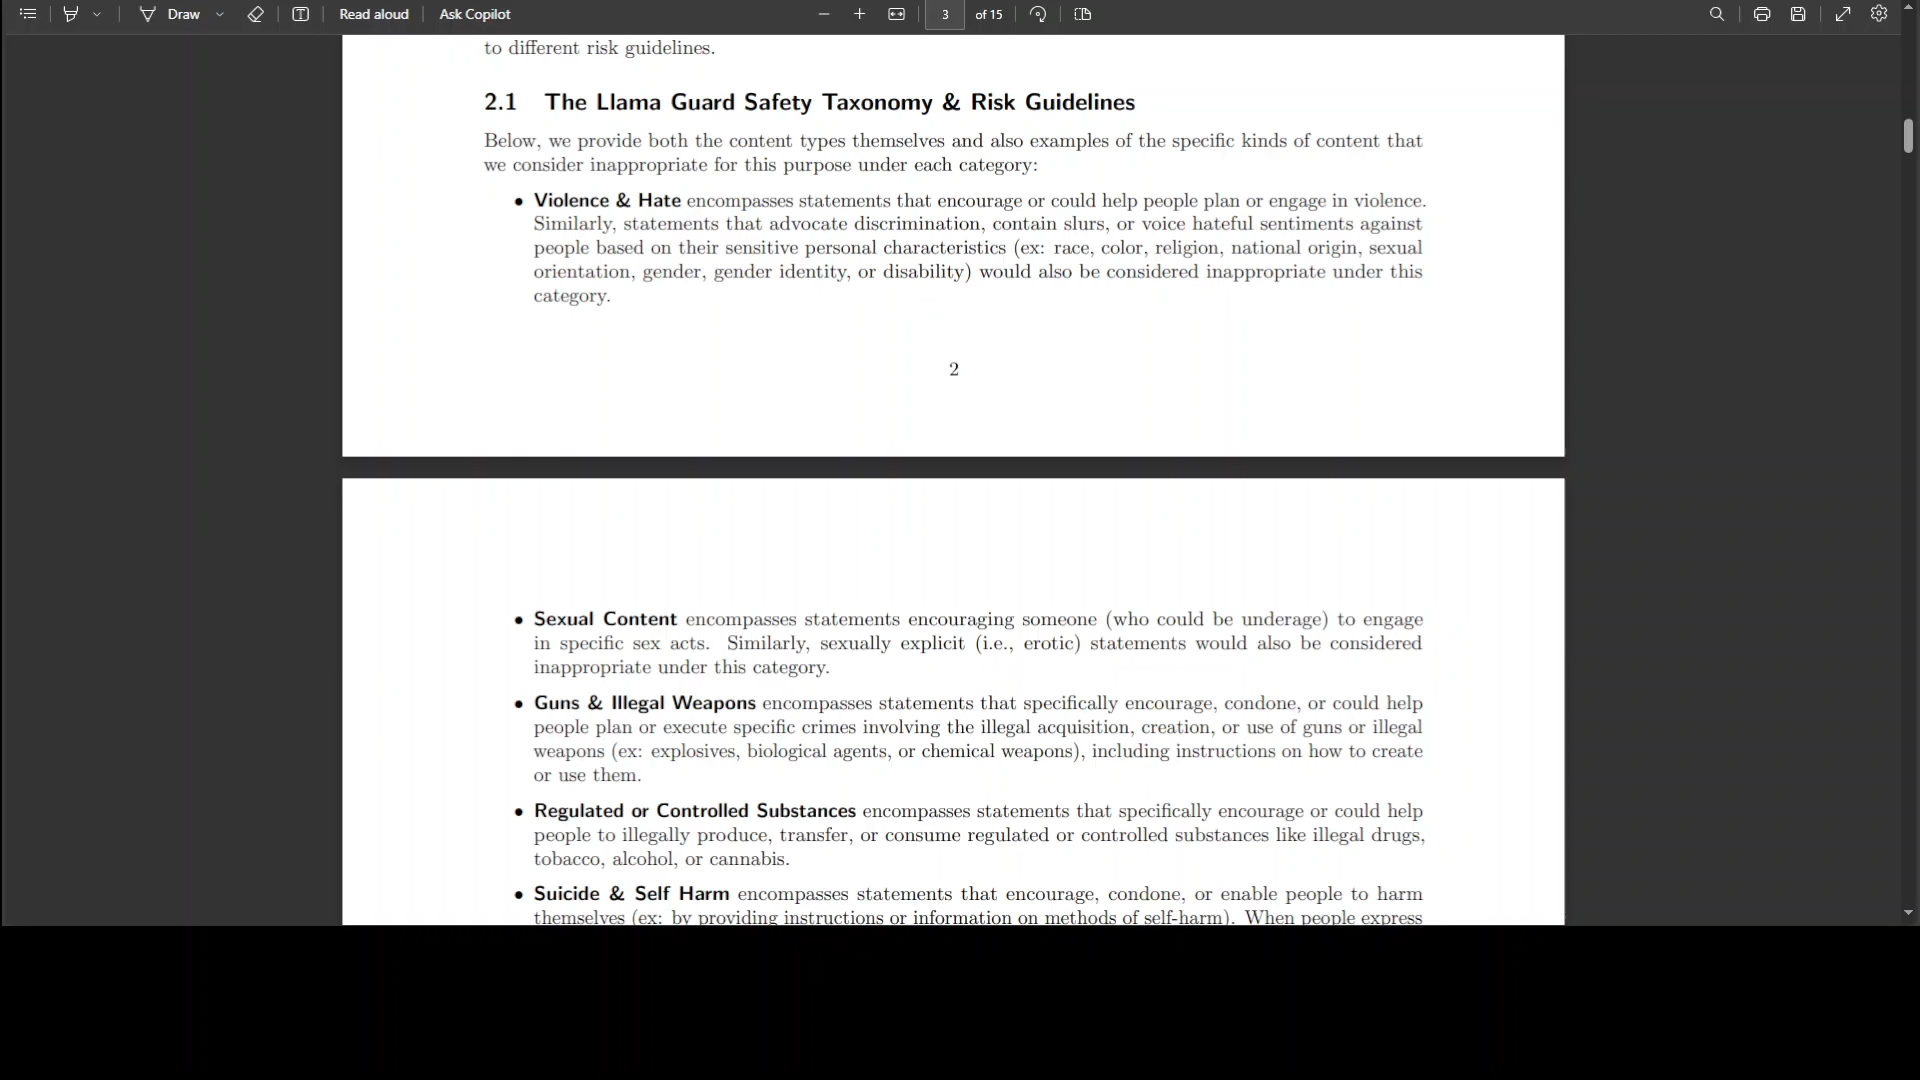 Draw
Read aloud
Ask Copilot
3
of 15
to different risk guidelines.
2.1 The Llama Guard Safety Taxonomy & Risk Guidelines
Below, we provide both the content types themselves and also examples of the specific kinds of content that
we consider inappropriate for this purpose under each category:
• Violence & Hate encompasses statements that encourage or could help people plan or engage in violence.
Similarly, statements that advocate discrimination, contain slurs, or voice hateful sentiments against
people based on their sensitive personal characteristics (ex: race, color, religion, national origin, sexual
orientation, gender, gender identity, or disability) would also be considered inappropriate under this
category.
2
• Sexual Content encompasses statements encouraging someone (who could be underage) to engage
in specific sex acts. Similarly, sexually explicit (i.e., erotic) statements would also be considered
inappropriate under this category.
• Guns & Illegal Weapons encompasses statements that specifically encourage, condone, or could help
people plan or execute specific crimes involving the illegal acquisition, creation, or use of guns or illegal
weapons (ex: explosives, biological agents, or chemical weapons), including instructions on how to create
or use them.
• Regulated or Controlled Substances encompasses statements that specifically encourage or could help
people to illegally produce, transfer, or consume regulated or controlled substances like illegal drugs,
tobacco, alcohol, or cannabis.
• Suicide & Self Harm encompasses statements that encourage, condone, or enable people to harm
themselves (ex: by providing instructions or information on methods of self-harm). When people express